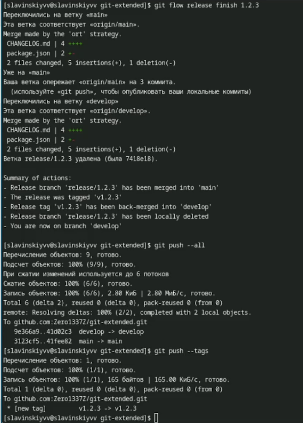 [slavinskiyvv@slavinskiyvv git-extended]$ git flow release finish 1.2.3
Переключились на ветку «main»
Эта ветка соответствует «origin/main».
Merge made by the 'ort' strategy.
CHANGELOG.md | 4 ++++
package.json | 2 +-
2 files changed, 5 insertions(+), 1 deletion(-)
Уже на «main»
Ваша ветка опережает «origin/main» на 3 коммита.
(используйте «git push», чтобы опубликовать ваши локальные коммиты)
Переключились на ветку «develop»
Эта ветка соответствует «origin/develop».
Merge made by the 'ort' strategy.
CHANGELOG.md | 4 ++++
package.json | 2 +-
2 files changed, 5 insertions(+), 1 deletion(-)
Ветка release/1.2.3 удалена (была 7418e18).
Summary of actions:
- Release branch 'release/1.2.3' has been merged into 'main'
- The release was tagged 'v1.2.3'
- Release tag 'v1.2.3' has been back-merged into 'develop'
- Release branch 'release/1.2.3' has been locally deleted
- You are now on branch 'develop'
[slavinskiyvv@slavinskiyvv git-extended]$ git push --all
Перечисление объектов: 9, готово.
Подсчет объектов: 100% (9/9), готово.
При сжатии изменений используется до 6 потоков
Сжатие объектов: 100% (6/6), готово.
Запись объектов: 100% (6/6), 2.80 КиБ | 2.80 МиБ/с, готово.
Total 6 (delta 2), reused 0 (delta 0), pack-reused 0 (from 0)
remote: Resolving deltas: 100% (2/2), completed with 2 local objects.
To github.com:Zero1337Z/git-extended.git
9e366a9..41d02c3 develop -> develop
3123cf5..41fee82 main -> main
[slavinskiyvv@slavinskiyvv git-extended]$ git push --tags
Перечисление объектов: 1, готово.
Подсчет объектов: 100% (1/1), готово.
Запись объектов: 100% (1/1), 165 байтов | 165.00 КиБ/с, готово.
Total 1 (delta 0), reused 0 (delta 0), pack-reused 0 (from 0)
To github.com:Zero1337Z/git-extended.git
* [new tag] v1.2.3 -> v1.2.3
[slavinskiyvv@slavinskiyvv git-extended]$